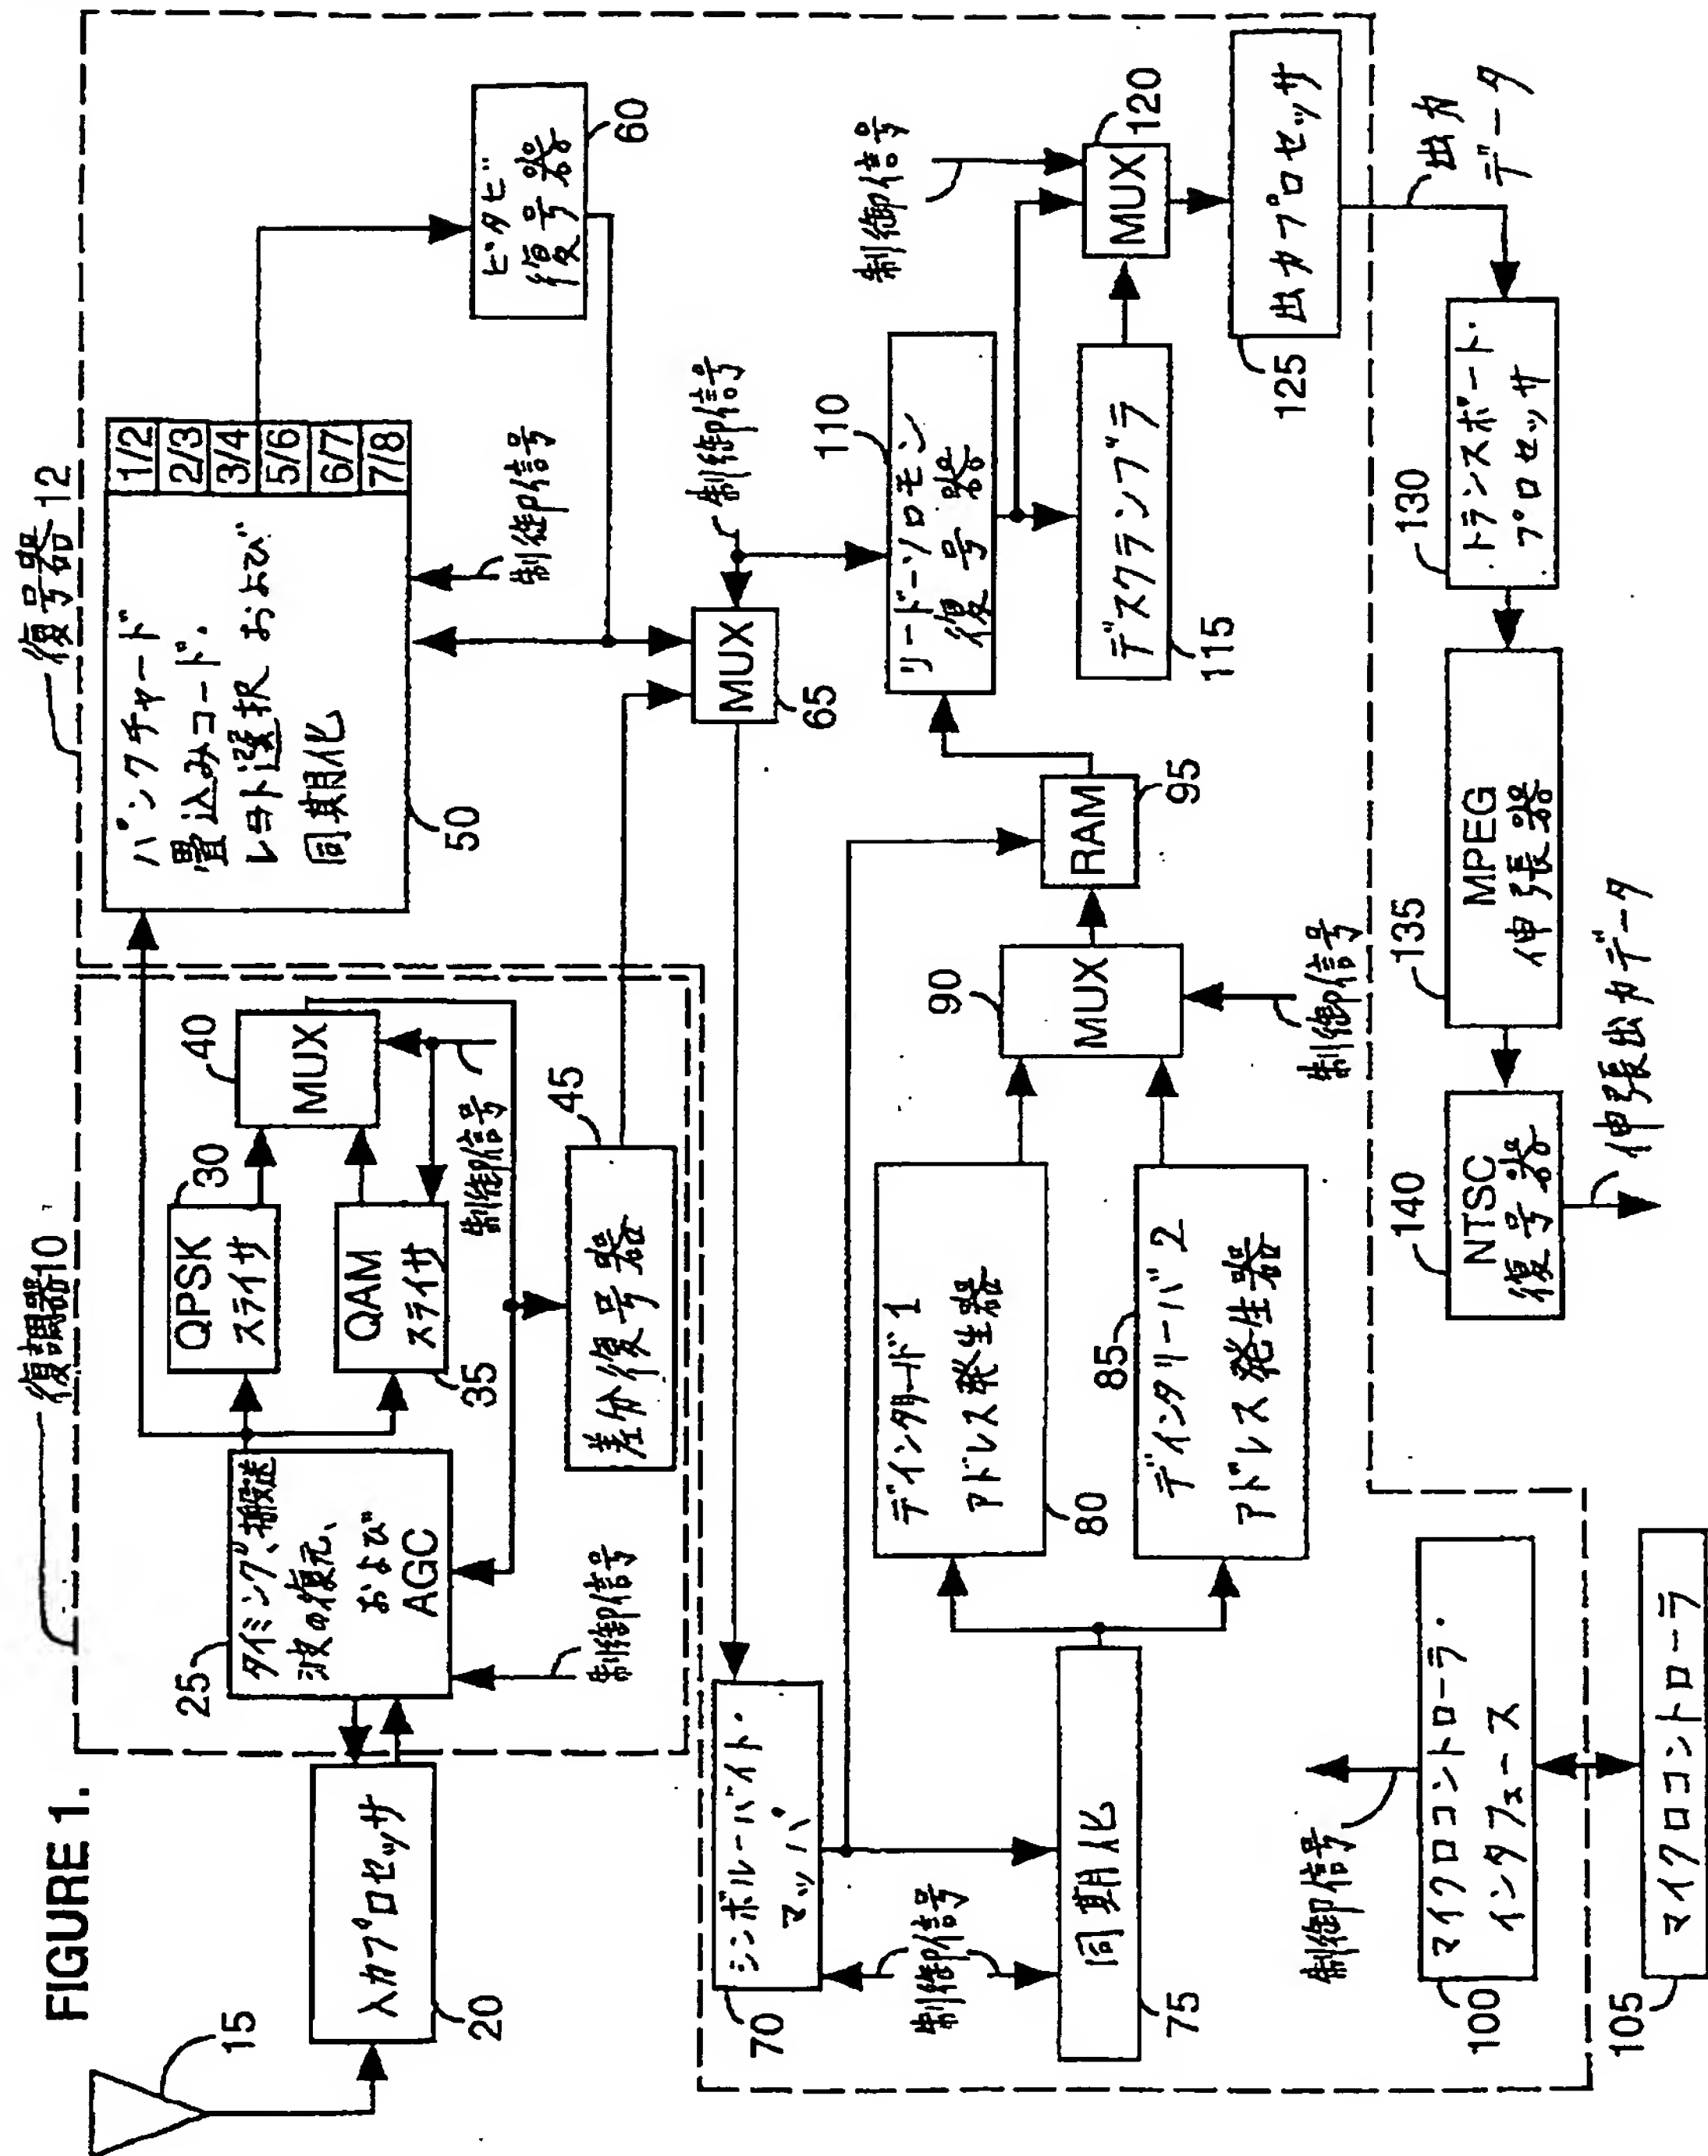 FIGURE 1.
復調器10
復号器12
15
入力プロセッサ
20
25
タイミング、搬送
波の復元、
および
AGC
制御信号
QPSK
スライサ
30
QAM
スライサ
35
40
MUX
制御信号
差分復号器
45
パンクチャード
畳込みコード.
レート選択 および
同期化
50
1/2
2/3
3/4
5/6
6/7
7/8
制御信号
ビタビ
復号器
60
制御信号
MUX
65
シンボルーバイト・
マッパ
70
制御信号
同期化
75
デインタリーバ 1
アドレス発生器
80
デインタリーバ 2
アドレス発生器
85
90
MUX
制御信号
RAM
95
リードーソロモン
復号器
110
デスクランブラ
115
制御信号
MUX
120
出力プロセッサ
125
出力
データ
制御信号
マイクロコントローラ・
インタフェース
100
マイクロコントローラ
105
トランスポート・
プロセッサ
130
MPEG
伸張器
135
NTSC
復号器
140
伸張出力データ